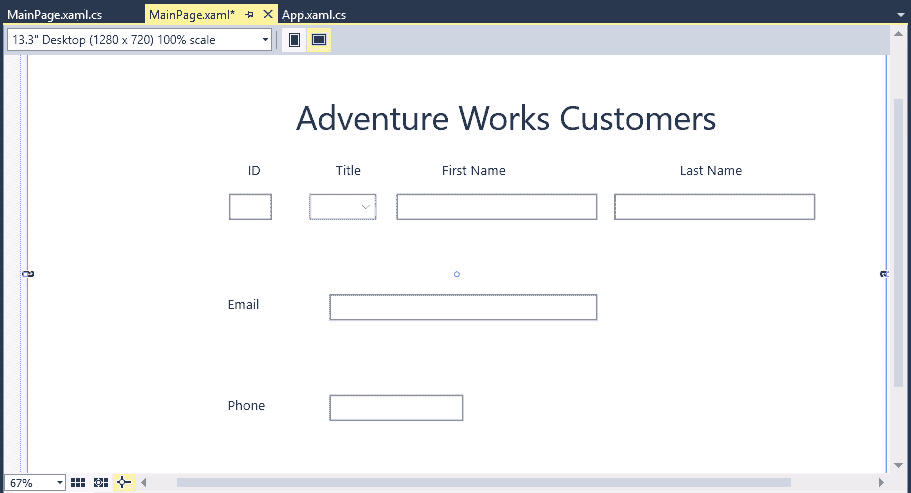 MainPage.xaml.cs MainPage.xaml* App.xaml.cs
13.3" Desktop (1280 x 720) 100% scale
Adventure Works Customers
ID Title First Name Last Name
Email
Phone
67%